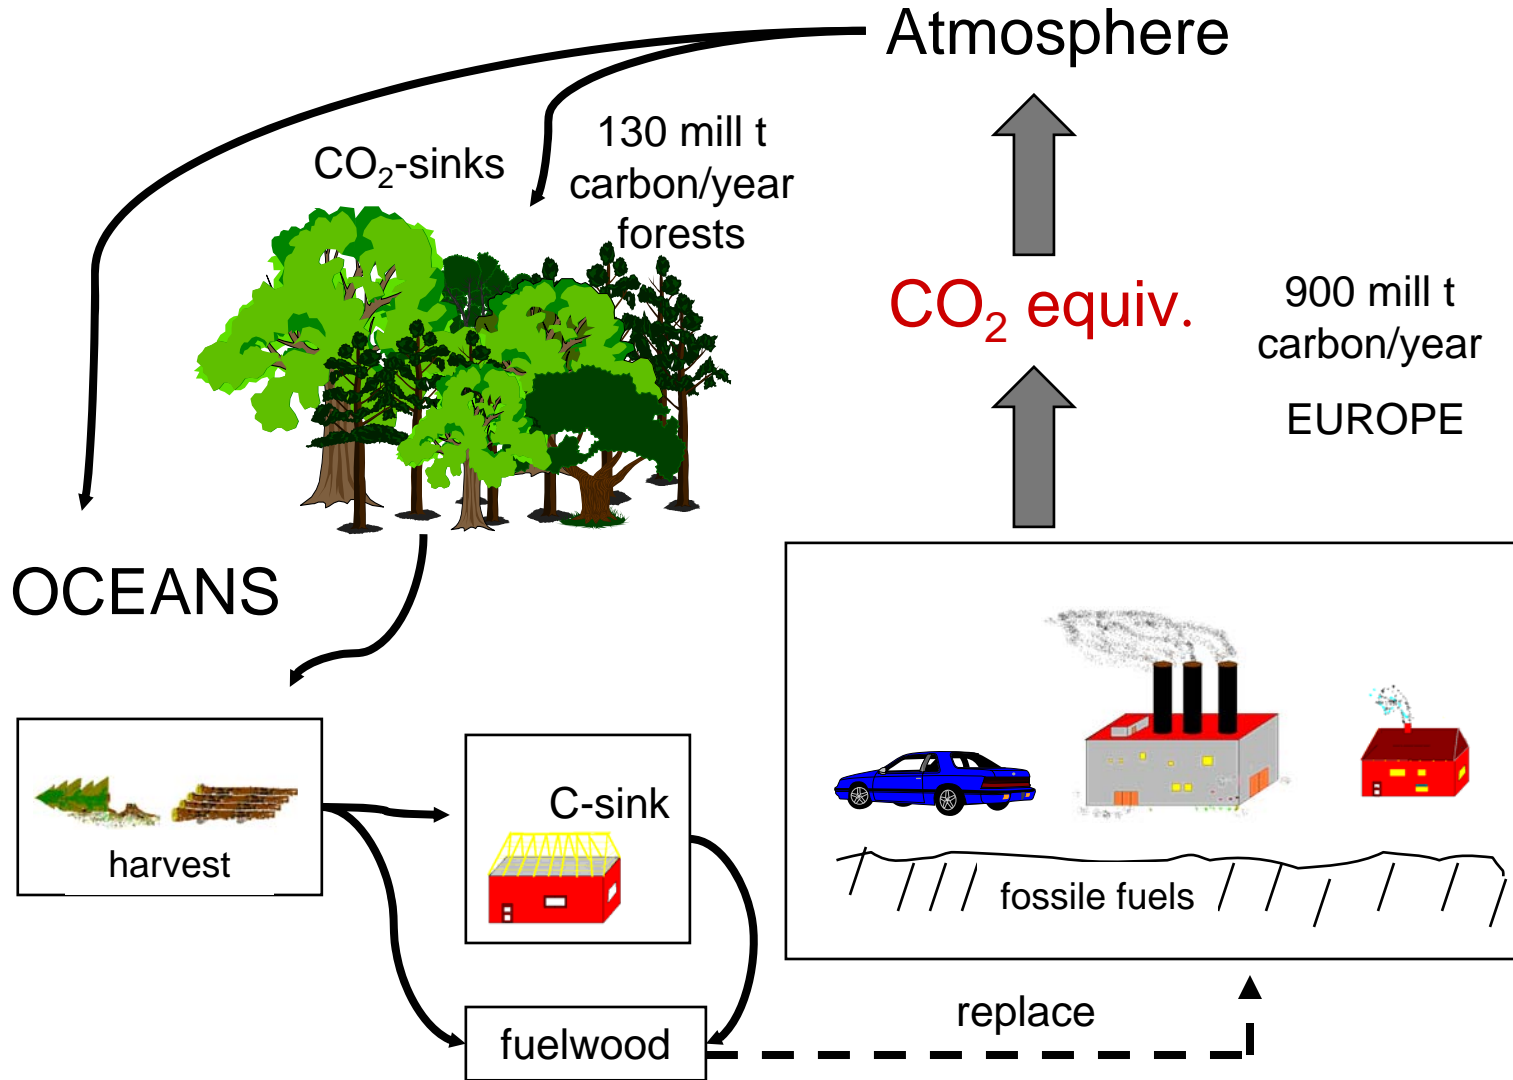 Atmosphere
CO₂-sinks
130 mill t
carbon/year
forests
CO₂ equiv.
900 mill t
carbon/year
EUROPE
OCEANS
harvest
C-sink
fossile fuels
fuelwood
replace